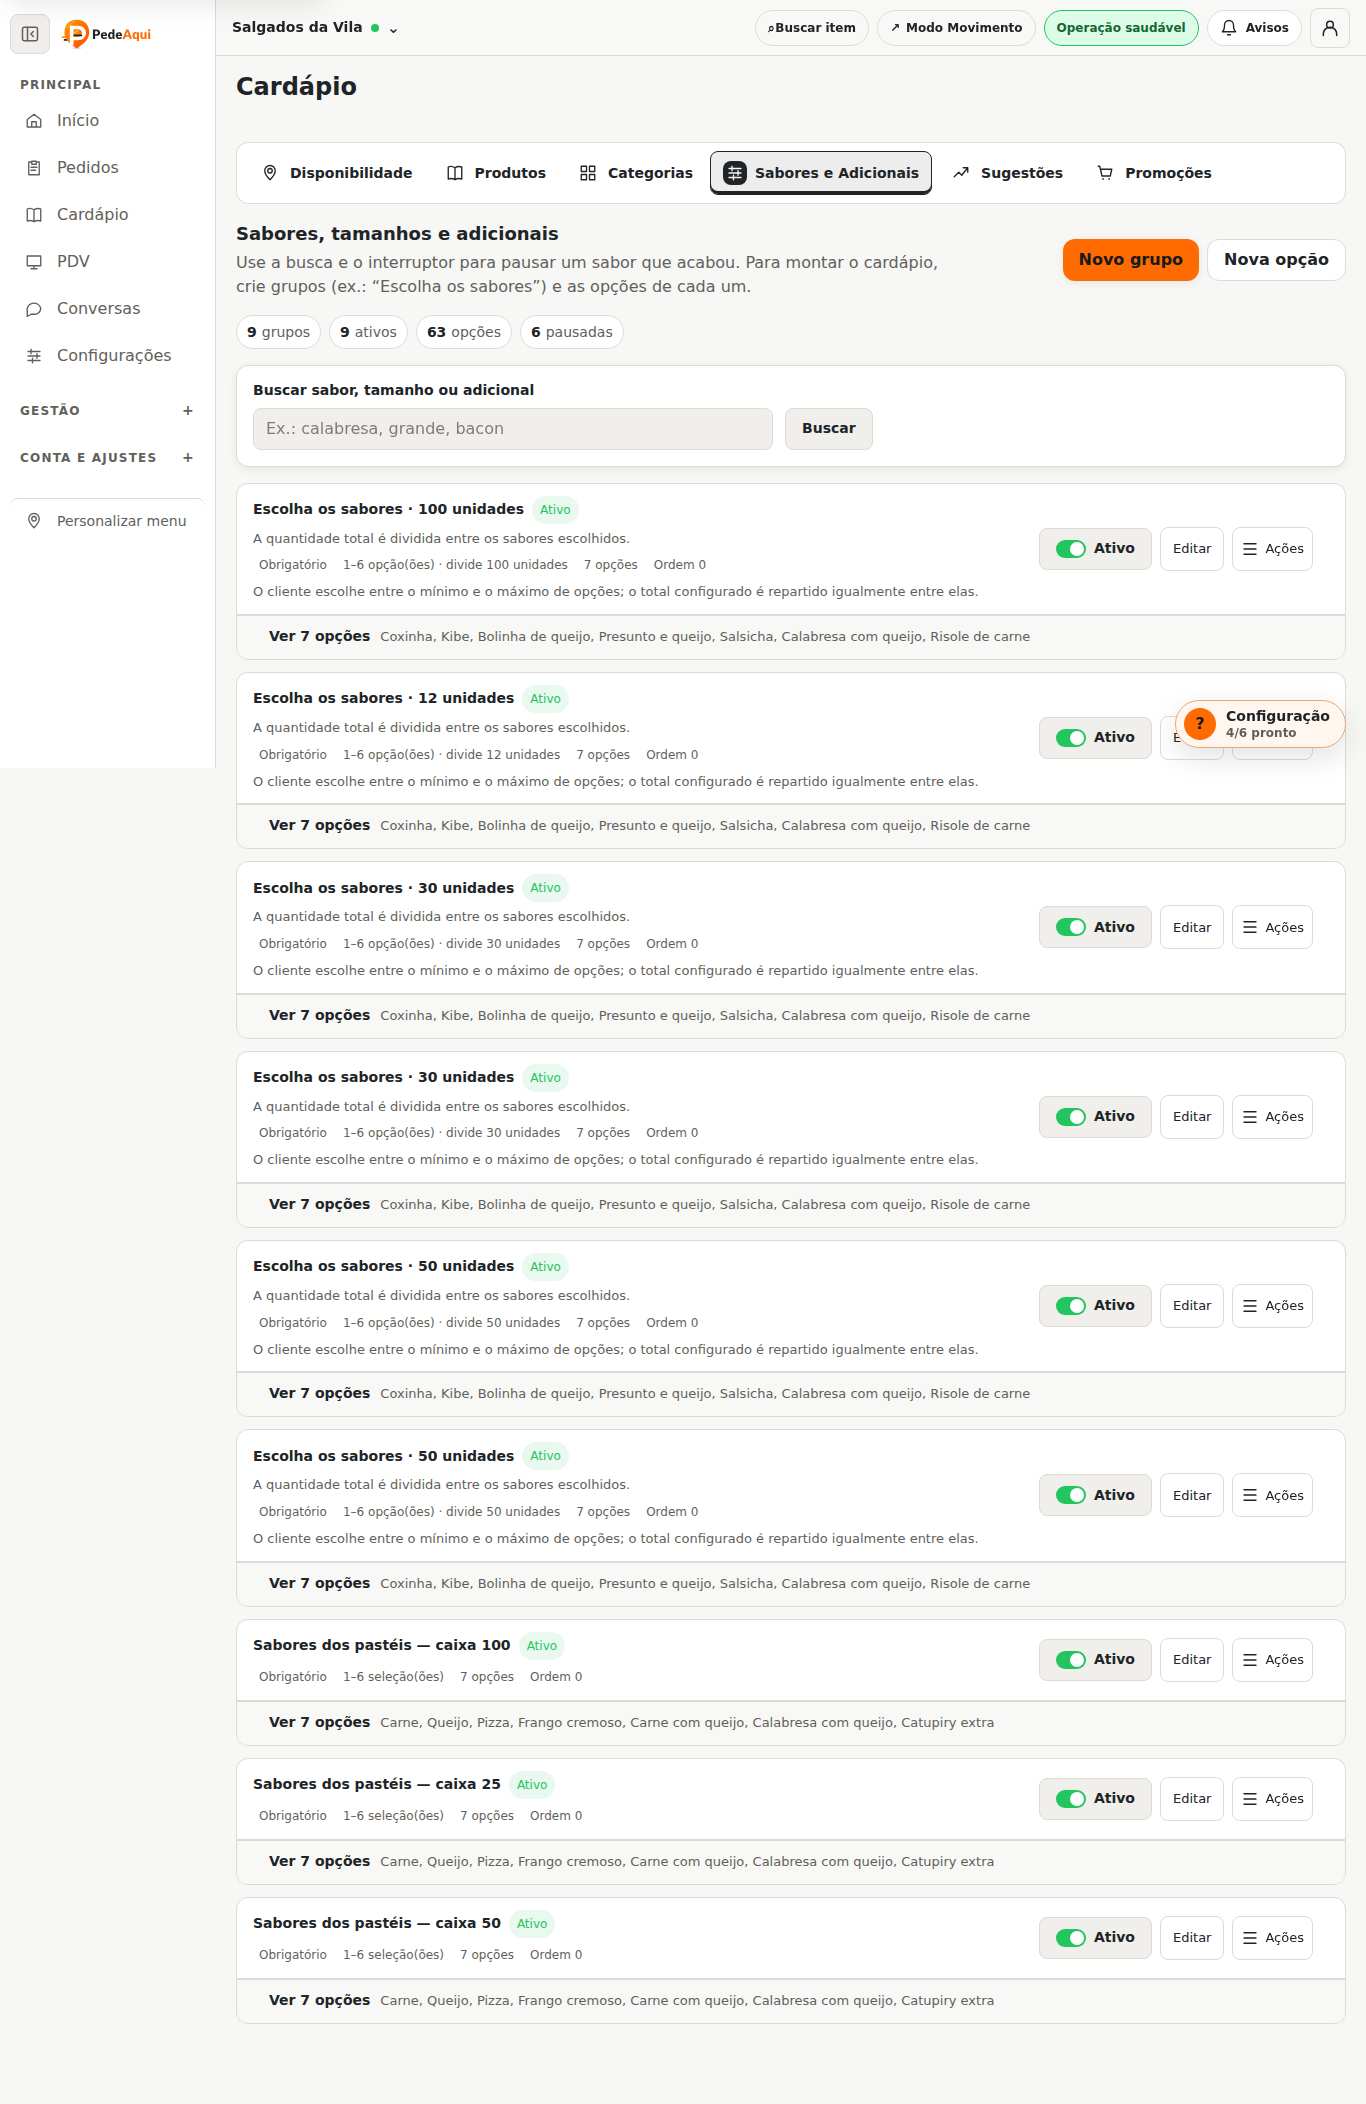 PedeAqui
PRINCIPAL
Início
Pedidos
Cardápio
PDV
Conversas
Configurações
GESTÃO +
CONTA E AJUSTES +
Personalizar menu
Salgados da Vila
Buscar item
Modo Movimento
Operação saudável
Avisos
Cardápio
Disponibilidade
Produtos
Categorias
Sabores e Adicionais
Sugestões
Promoções
Sabores, tamanhos e adicionais
Use a busca e o interruptor para pausar um sabor que acabou. Para montar o cardápio,
crie grupos (ex.: “Escolha os sabores”) e as opções de cada um.
Novo grupo
Nova opção
9 grupos
9 ativos
63 opções
6 pausadas
Buscar sabor, tamanho ou adicional
Ex.: calabresa, grande, bacon
Buscar
Escolha os sabores · 100 unidades Ativo
A quantidade total é dividida entre os sabores escolhidos.
Obrigatório 1–6 opção(ões) · divide 100 unidades 7 opções Ordem 0
O cliente escolhe entre o mínimo e o máximo de opções; o total configurado é repartido igualmente entre elas.
Ativo Editar Ações
Ver 7 opções Coxinha, Kibe, Bolinha de queijo, Presunto e queijo, Salsicha, Calabresa com queijo, Risole de carne
Escolha os sabores · 12 unidades Ativo
A quantidade total é dividida entre os sabores escolhidos.
Obrigatório 1–6 opção(ões) · divide 12 unidades 7 opções Ordem 0
O cliente escolhe entre o mínimo e o máximo de opções; o total configurado é repartido igualmente entre elas.
Ativo
? Configuração
4/6 pronto
Ver 7 opções Coxinha, Kibe, Bolinha de queijo, Presunto e queijo, Salsicha, Calabresa com queijo, Risole de carne
Escolha os sabores · 30 unidades Ativo
A quantidade total é dividida entre os sabores escolhidos.
Obrigatório 1–6 opção(ões) · divide 30 unidades 7 opções Ordem 0
O cliente escolhe entre o mínimo e o máximo de opções; o total configurado é repartido igualmente entre elas.
Ativo Editar Ações
Ver 7 opções Coxinha, Kibe, Bolinha de queijo, Presunto e queijo, Salsicha, Calabresa com queijo, Risole de carne
Escolha os sabores · 30 unidades Ativo
A quantidade total é dividida entre os sabores escolhidos.
Obrigatório 1–6 opção(ões) · divide 30 unidades 7 opções Ordem 0
O cliente escolhe entre o mínimo e o máximo de opções; o total configurado é repartido igualmente entre elas.
Ativo Editar Ações
Ver 7 opções Coxinha, Kibe, Bolinha de queijo, Presunto e queijo, Salsicha, Calabresa com queijo, Risole de carne
Escolha os sabores · 50 unidades Ativo
A quantidade total é dividida entre os sabores escolhidos.
Obrigatório 1–6 opção(ões) · divide 50 unidades 7 opções Ordem 0
O cliente escolhe entre o mínimo e o máximo de opções; o total configurado é repartido igualmente entre elas.
Ativo Editar Ações
Ver 7 opções Coxinha, Kibe, Bolinha de queijo, Presunto e queijo, Salsicha, Calabresa com queijo, Risole de carne
Escolha os sabores · 50 unidades Ativo
A quantidade total é dividida entre os sabores escolhidos.
Obrigatório 1–6 opção(ões) · divide 50 unidades 7 opções Ordem 0
O cliente escolhe entre o mínimo e o máximo de opções; o total configurado é repartido igualmente entre elas.
Ativo Editar Ações
Ver 7 opções Coxinha, Kibe, Bolinha de queijo, Presunto e queijo, Salsicha, Calabresa com queijo, Risole de carne
Sabores dos pastéis — caixa 100 Ativo
Obrigatório 1–6 seleção(ões) 7 opções Ordem 0
Ativo Editar Ações
Ver 7 opções Carne, Queijo, Pizza, Frango cremoso, Carne com queijo, Calabresa com queijo, Catupiry extra
Sabores dos pastéis — caixa 25 Ativo
Obrigatório 1–6 seleção(ões) 7 opções Ordem 0
Ativo Editar Ações
Ver 7 opções Carne, Queijo, Pizza, Frango cremoso, Carne com queijo, Calabresa com queijo, Catupiry extra
Sabores dos pastéis — caixa 50 Ativo
Obrigatório 1–6 seleção(ões) 7 opções Ordem 0
Ativo Editar Ações
Ver 7 opções Carne, Queijo, Pizza, Frango cremoso, Carne com queijo, Calabresa com queijo, Catupiry extra